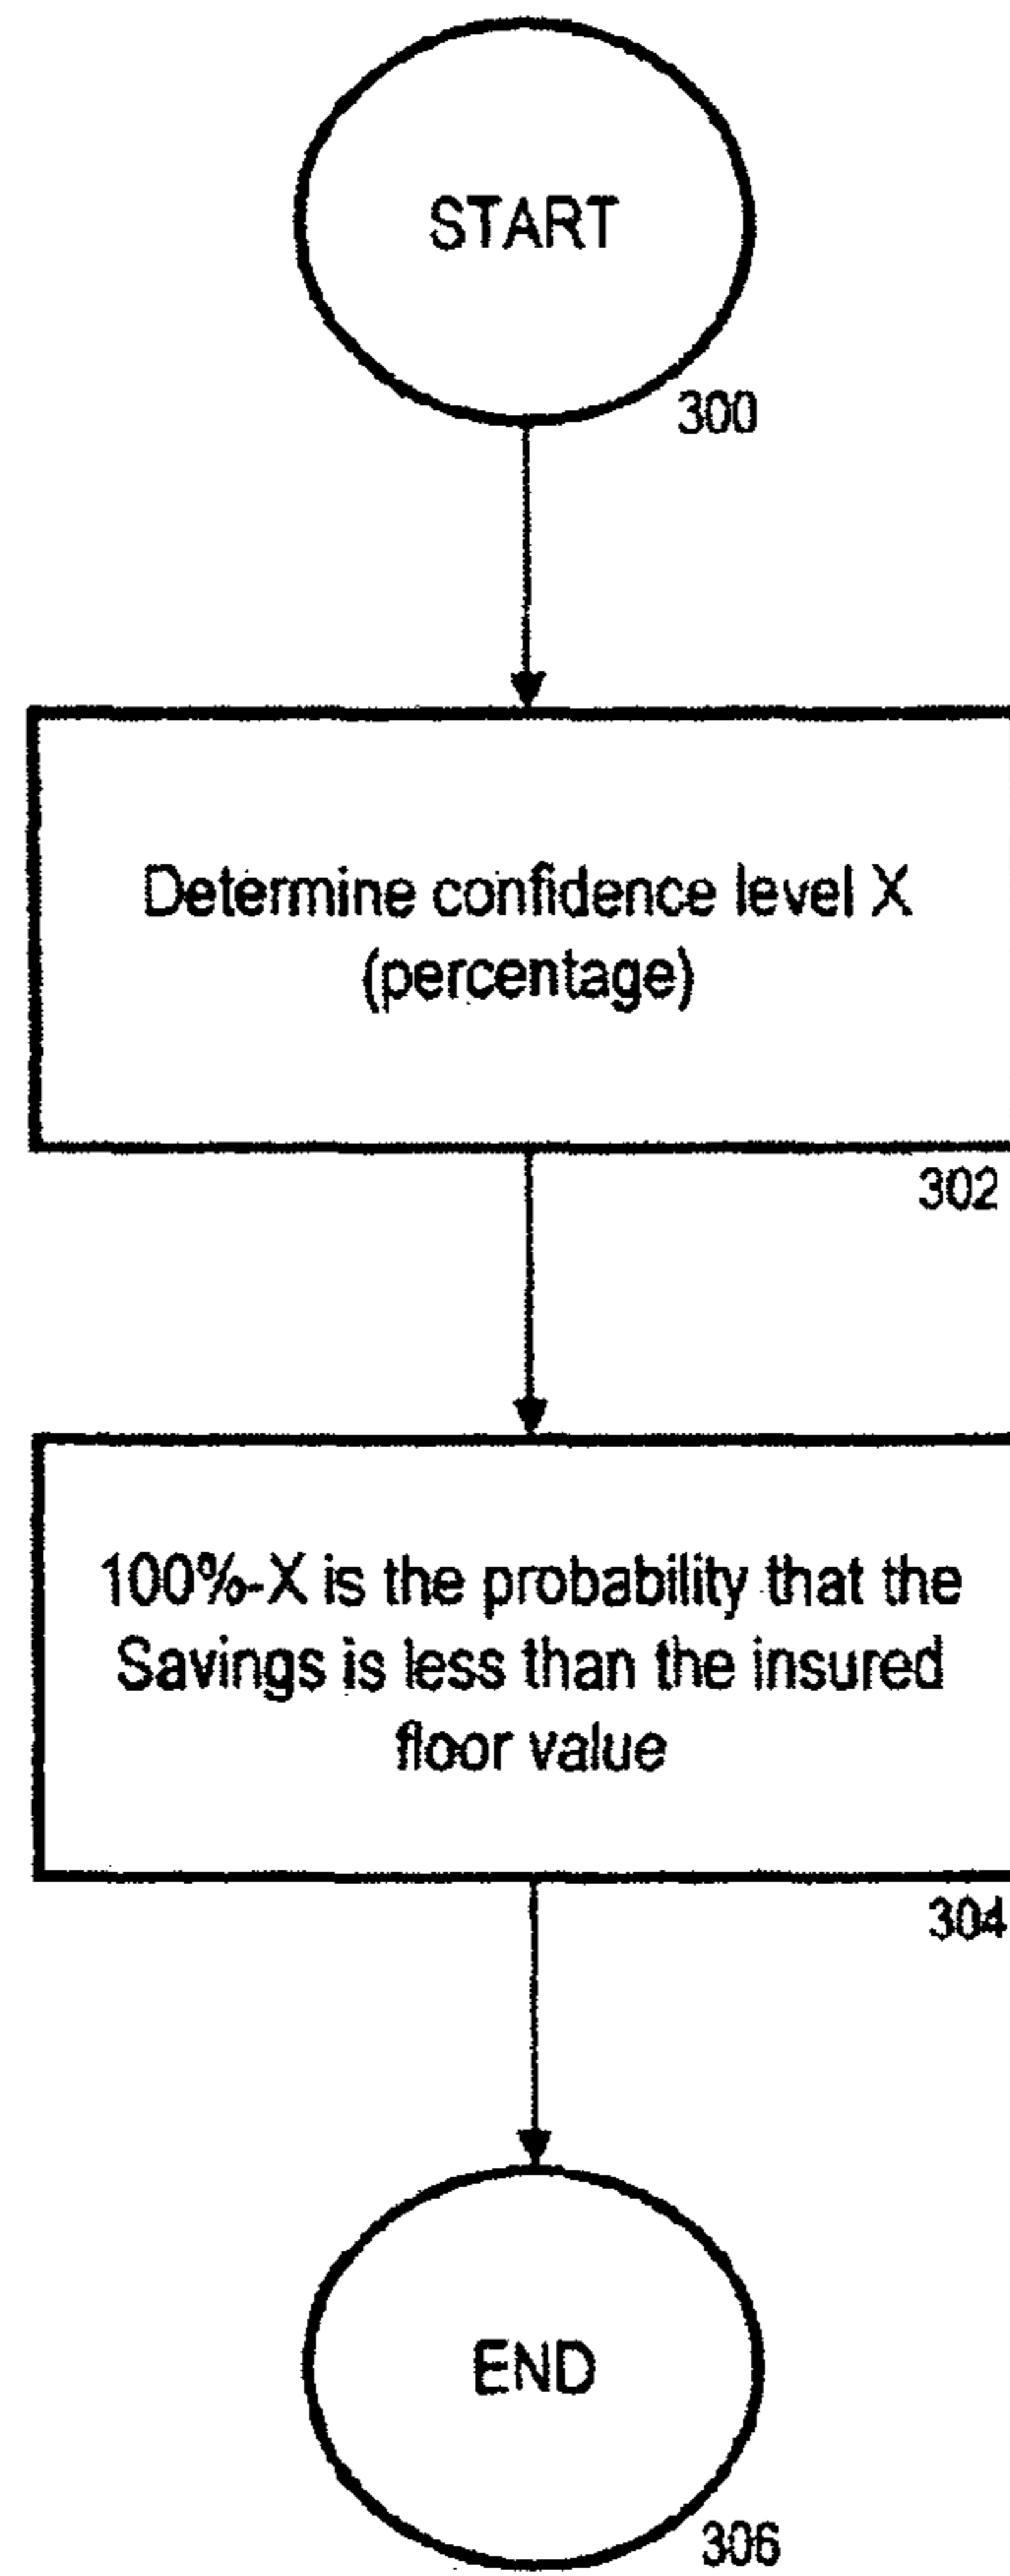 START
300
Determine confidence level X
(percentage)
302
100%-X is the probability that the
Savings is less than the insured
floor value
304
END
306